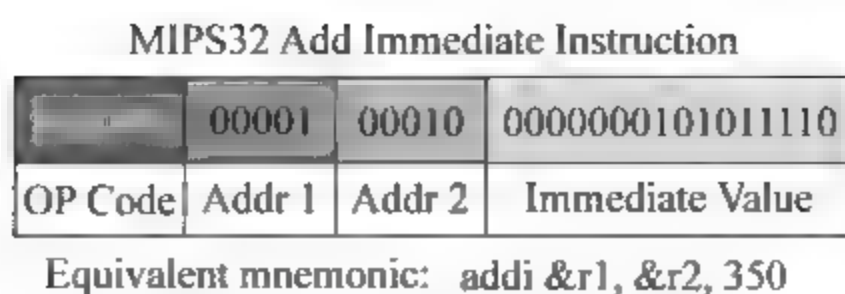 MIPS32 Add Immediate Instruction
00001 00010 0000000101011110
OP Code Addr 1 Addr 2 Immediate Value
Equivalent mnemonic: addi &r1, &r2, 350